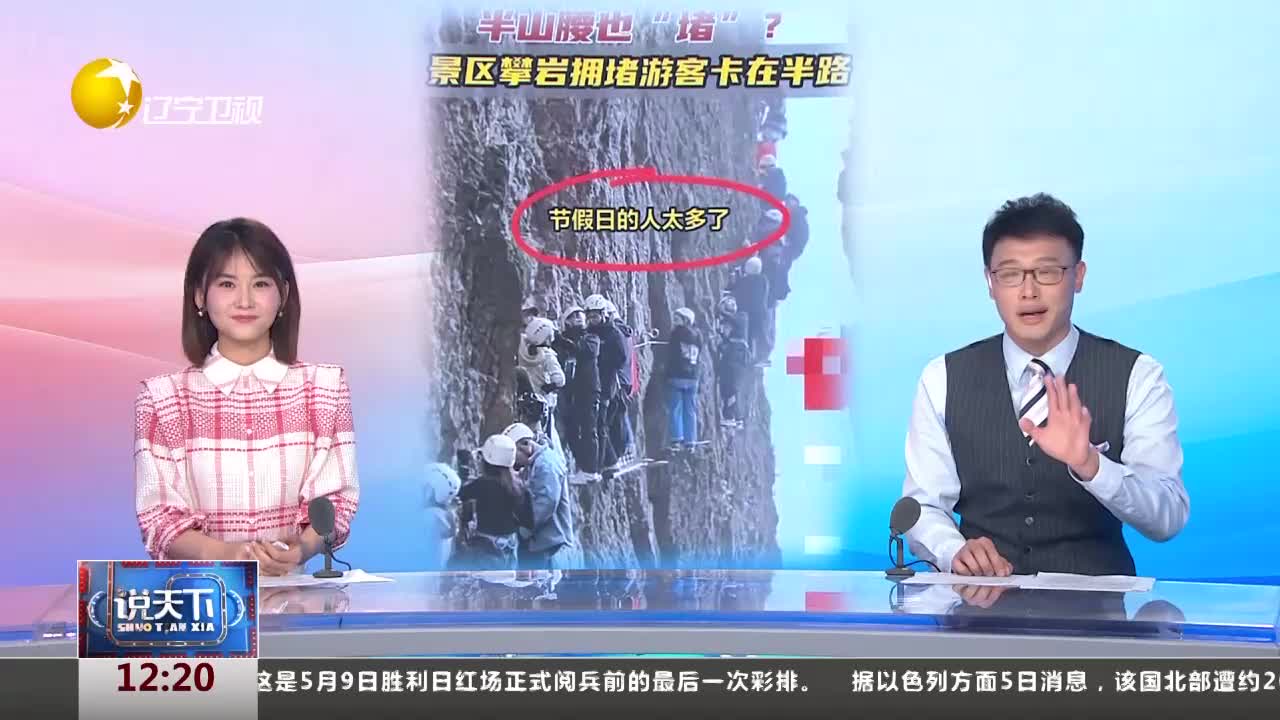 半山腰也“堵”？
景区攀岩拥堵游客卡在半路
辽宁卫视
节假日的人太多了
说天下
SHUO TIAN XIA
12:20
这是5月9日胜利日红场正式阅兵前的最后一次彩排。 据以色列方面5日消息，该国北部遭约2